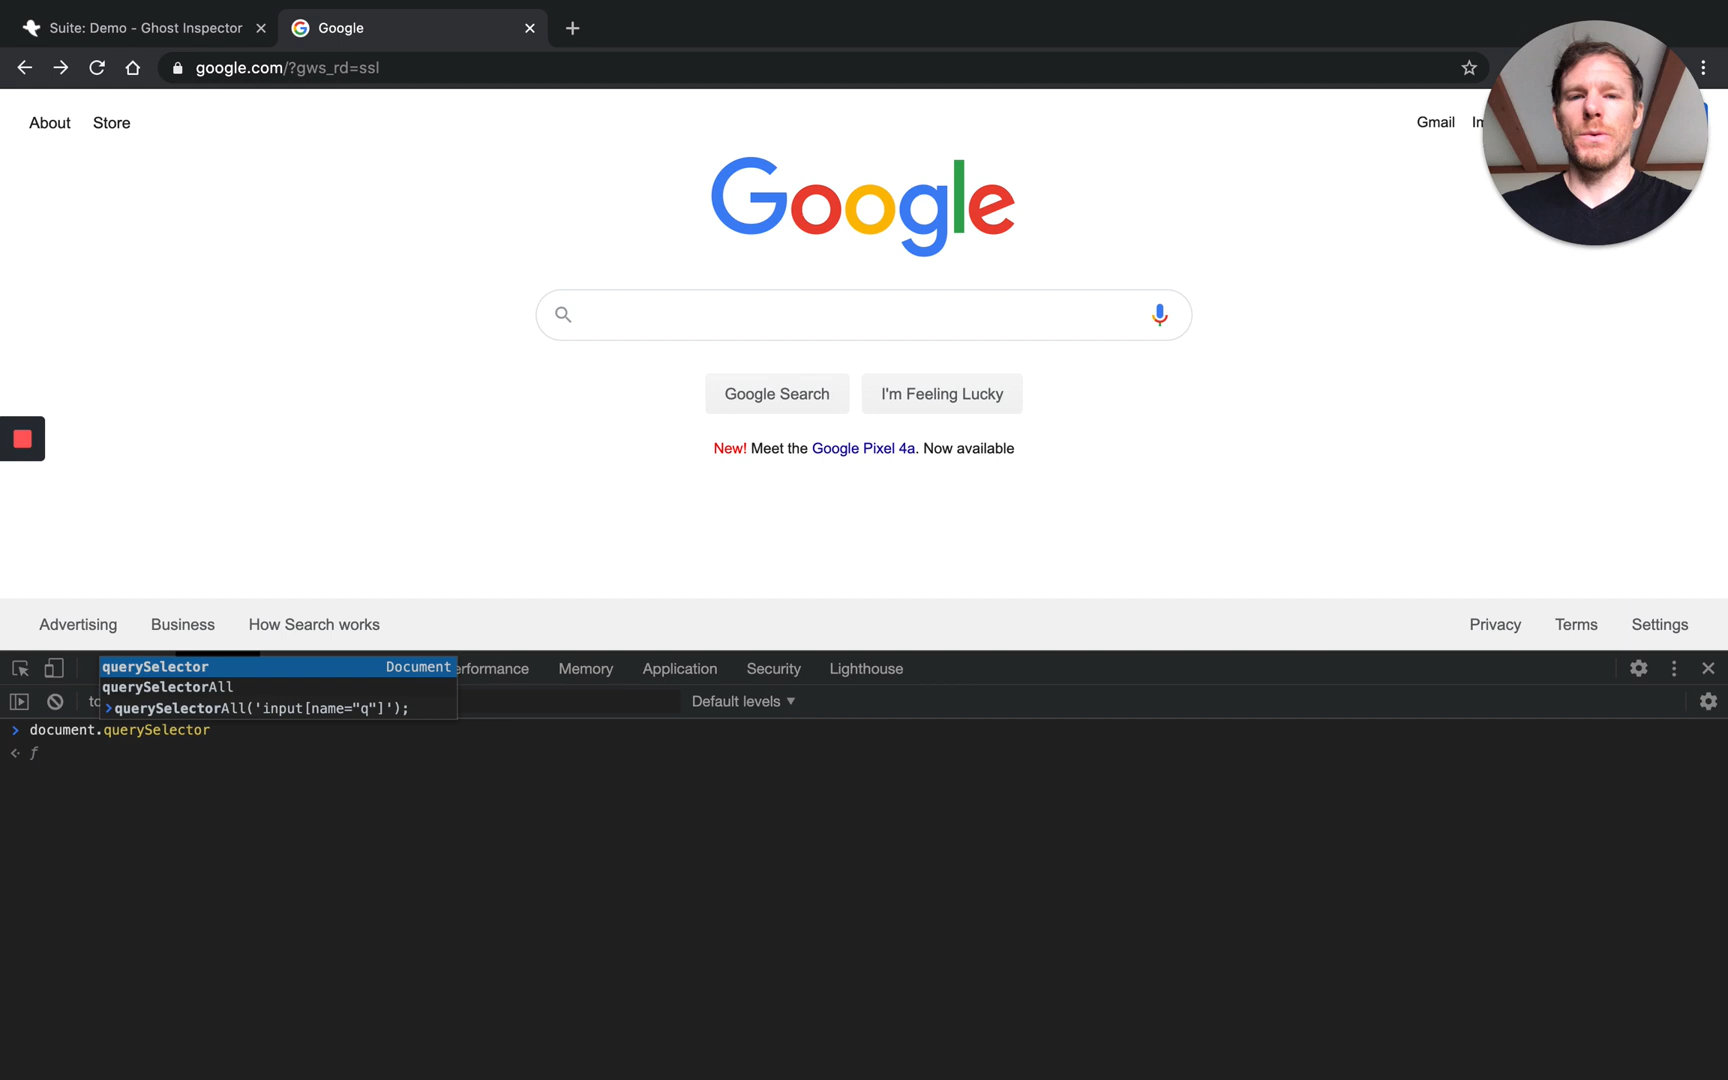 Suite: Demo - Ghost Inspector
Google
google.com/?gws_rd=ssl
About Store
Gmail
Google
Google Search I'm Feeling Lucky
New! Meet the Google Pixel 4a. Now available
Advertising Business How Search works
Privacy Terms Settings
querySelector Document
erformance Memory Application Security Lighthouse
querySelectorAll
to
Default levels ▼
>querySelectorAll('input[name="q"]');
> document.querySelector
<· ƒ